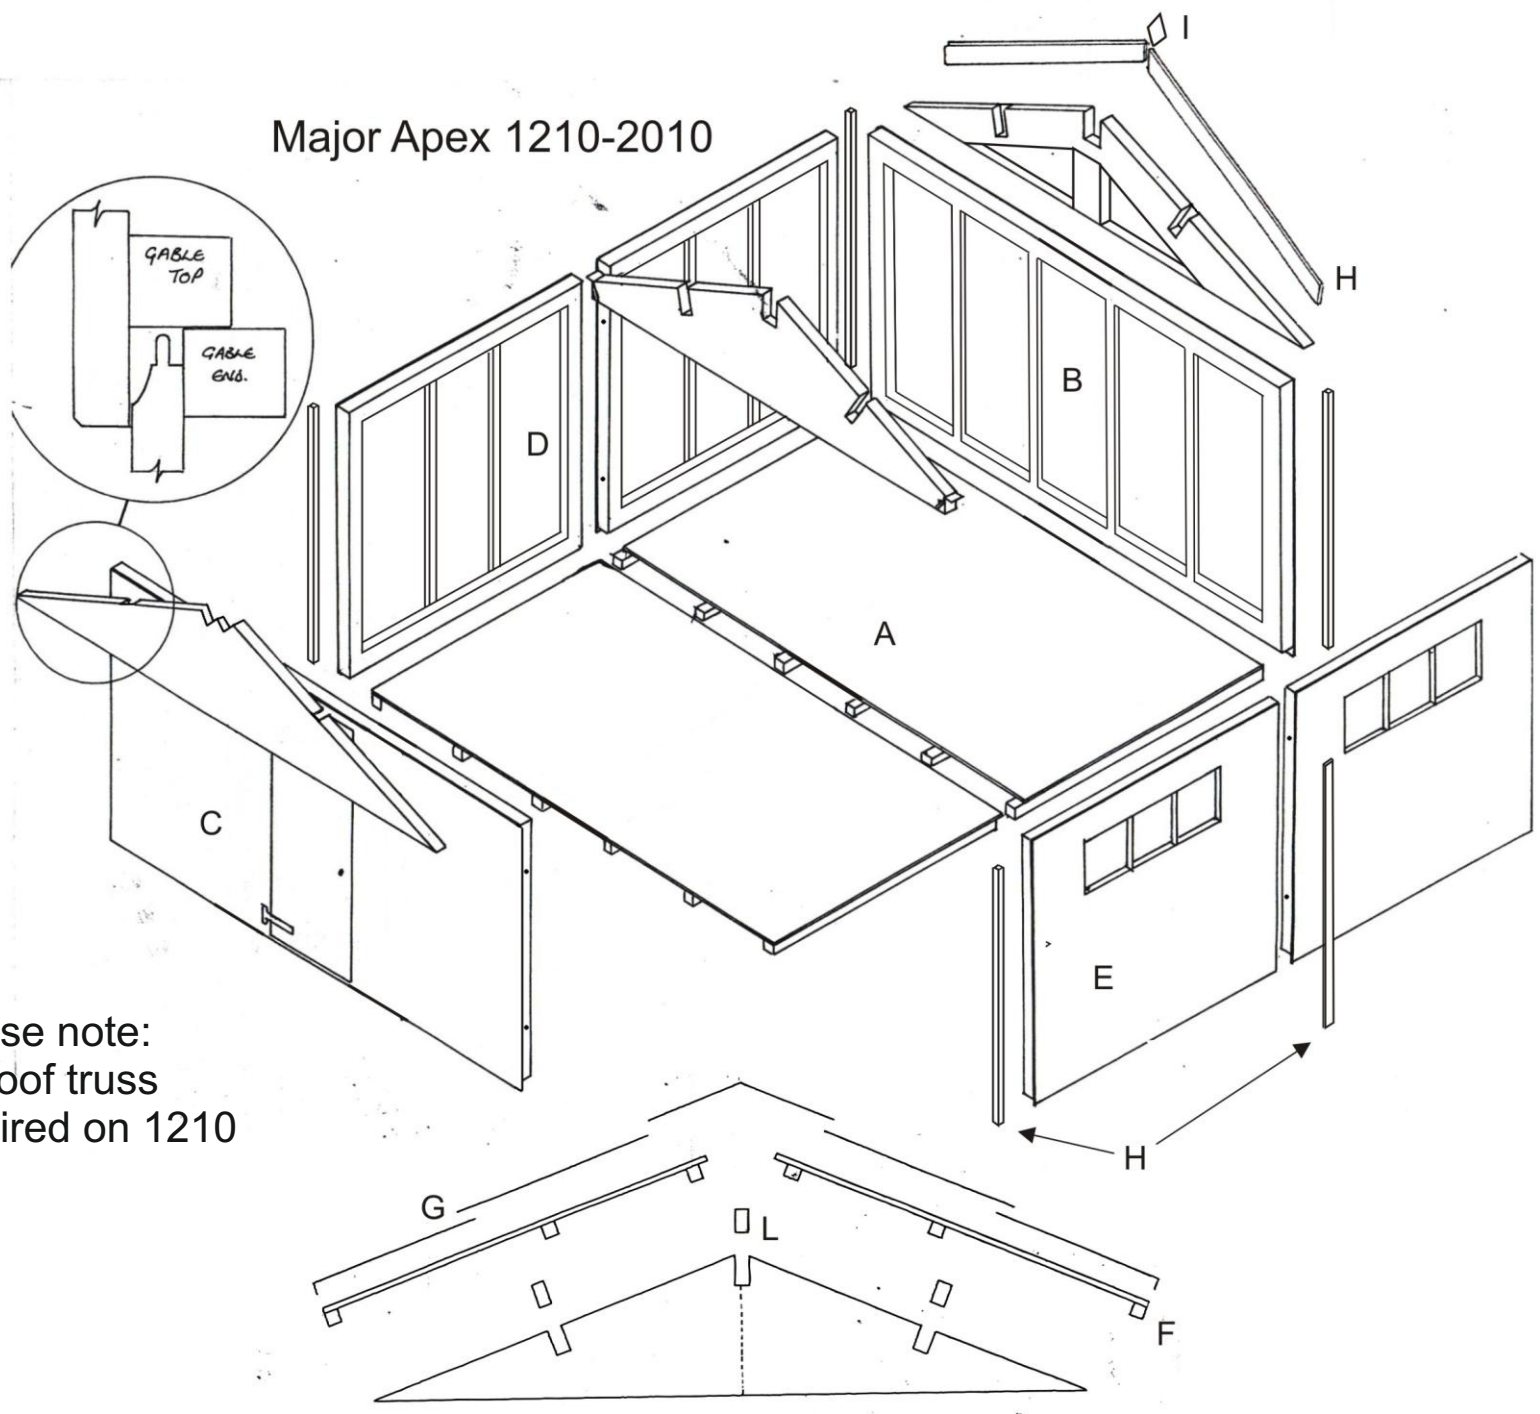 I
Major Apex 1210-2010
GABLE
TOP
GABLE
END.
H
B
D
A
C
E
se note:
oof truss
ired on 1210
H
G
L
F